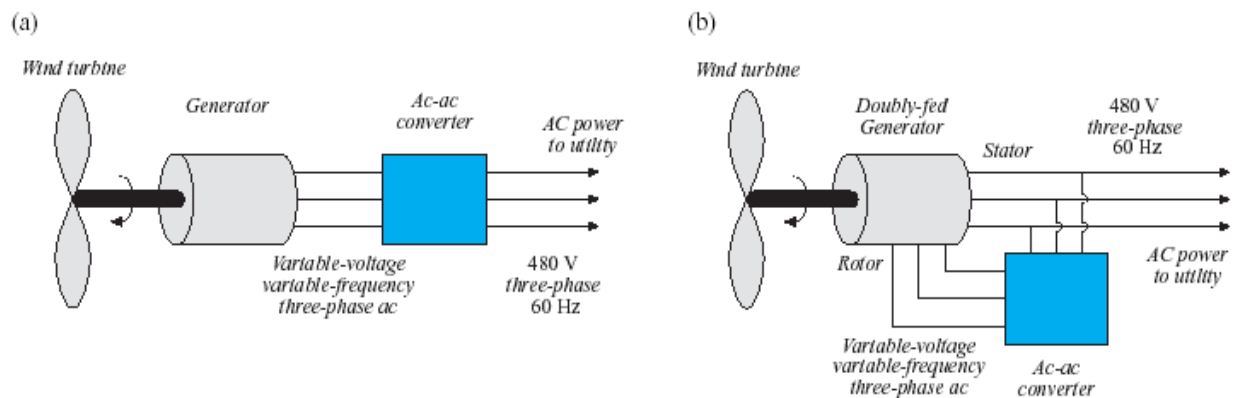 (a)
Wind turbine
Generator
Ac-ac
converter
AC power
to utility
Variable-voltage
variable-frequency
three-phase ac
480 V
three-phase
60 Hz
(b)
Wind turbine
Doubly-fed
Generator
Stator
480 V
three-phase
60 Hz
Rotor
AC power
to utility
Variable-voltage
variable-frequency
three-phase ac
Ac-ac
converter